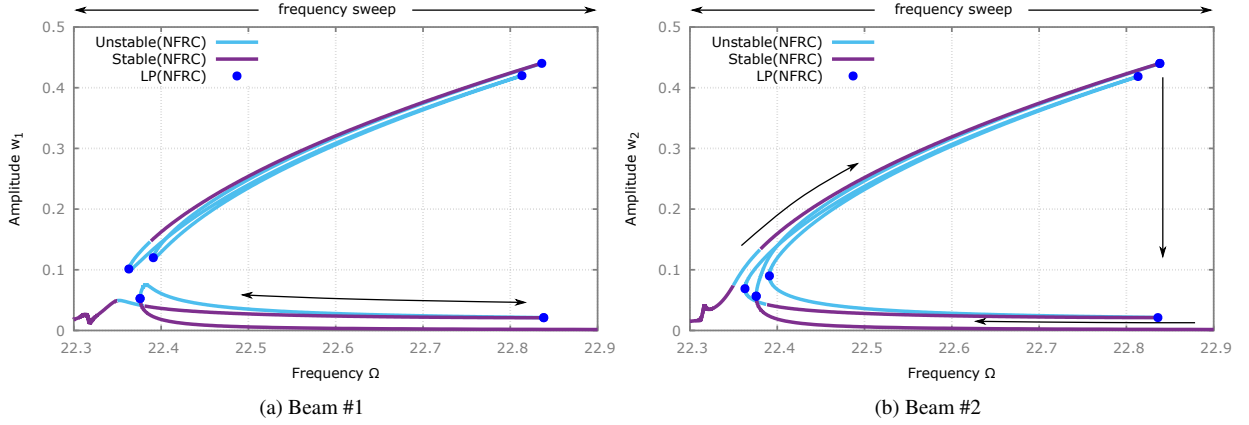 frequency sweep
0.5
0.4
0.3
0.2
0.1
0
Amplitude w1
Unstable(NFRC)
Stable(NFRC)
LP(NFRC)
22.3 22.4 22.5 22.6 22.7 22.8 22.9
Frequency Ω
(a) Beam #1
frequency sweep
0.5
0.4
0.3
0.2
0.1
0
Amplitude w2
Unstable(NFRC)
Stable(NFRC)
LP(NFRC)
22.3 22.4 22.5 22.6 22.7 22.8 22.9
Frequency Ω
(b) Beam #2